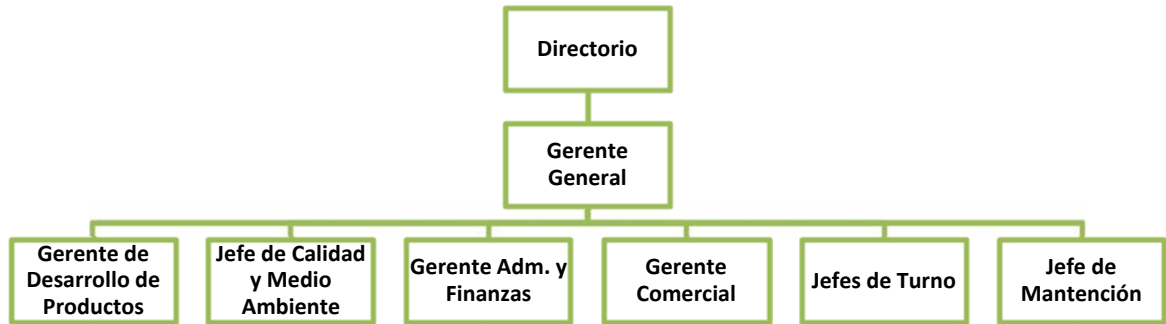 Directorio
Gerente
General
Gerente de
Desarrollo de
Productos
Jefe de Calidad
y Medio
Ambiente
Gerente Adm. y
Finanzas
Gerente
Comercial
Jefes de Turno
Jefe de
Mantención